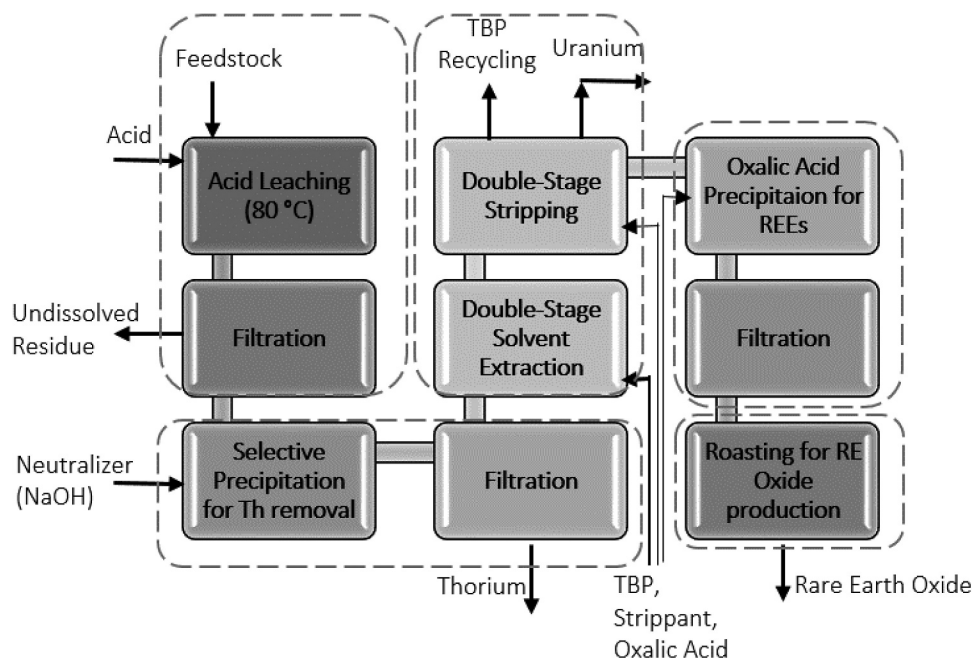 Feedstock
Acid
Acid Leaching
(80 °C)
Undissolved
Residue
Filtration
Neutralizer
(NaOH)
Selective
Precipitation
for Th removal
TBP
Recycling
Uranium
Double-Stage
Stripping
Double-Stage
Solvent
Extraction
Filtration
Thorium
Oxalic Acid
Precipitaion for
REEs
Filtration
Roasting for RE
Oxide
production
TBP,
Strippant,
Oxalic Acid
Rare Earth Oxide